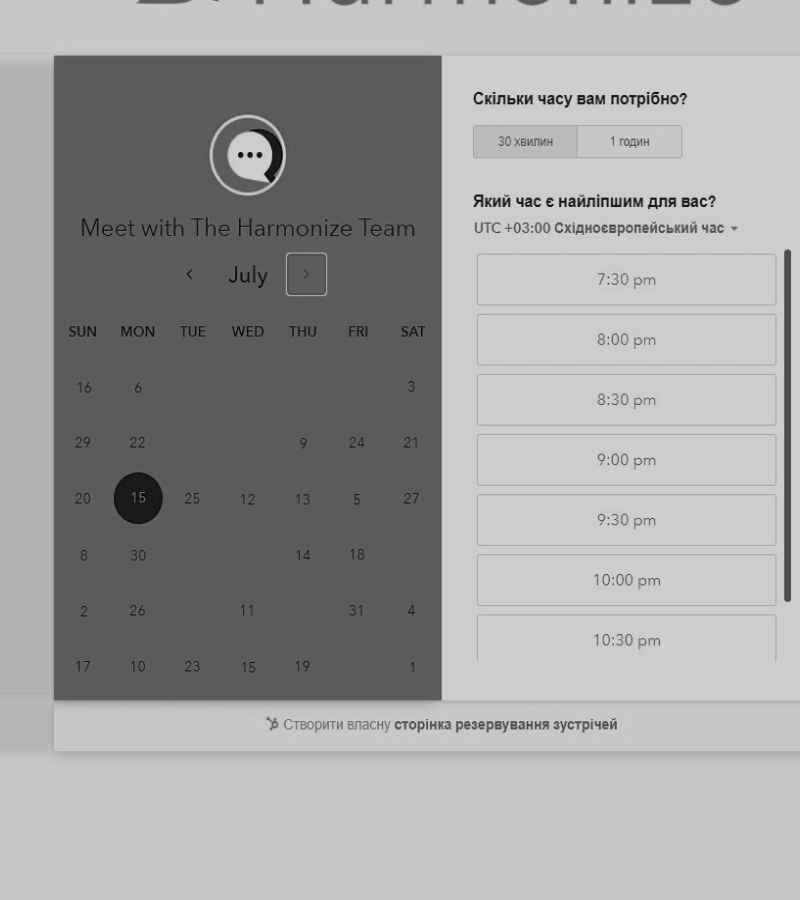 Meet with The Harmonize Team
July
SUN MON TUE WED THU FRI SAT
16 6 3
29 22 9 24 21
20 15 25 12 13 5 27
8 30 14 18
2 26 11 31 4
17 10 23 15 19 1
Скільки часу вам потрібно?
30 хвилин 1 годин
Який час є найліпшим для вас?
UTC +03:00 Східноєвропейський час
7:30 pm
8:00 pm
8:30 pm
9:00 pm
9:30 pm
10:00 pm
10:30 pm
Створити власну сторінка резервування зустрічей